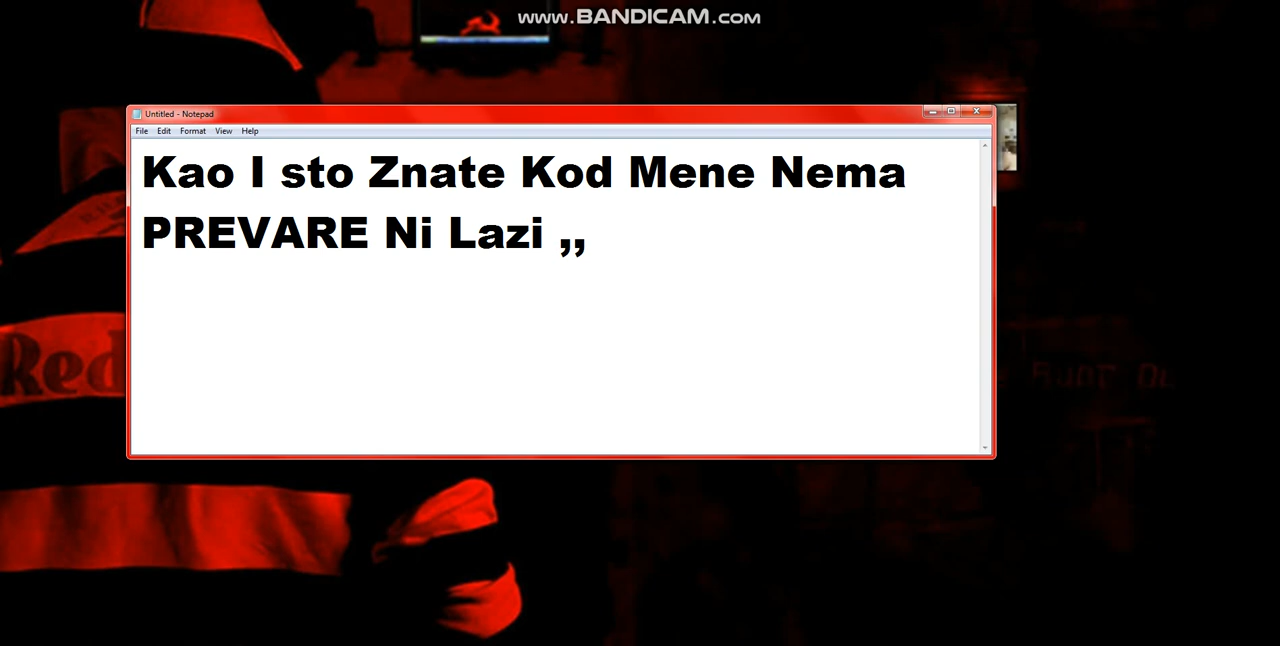 www.BANDICAM.com
Untitled - Notepad
File Edit Format View Help
Kao I sto Znate Kod Mene Nema
PREVARE Ni Lazi ,,
Red